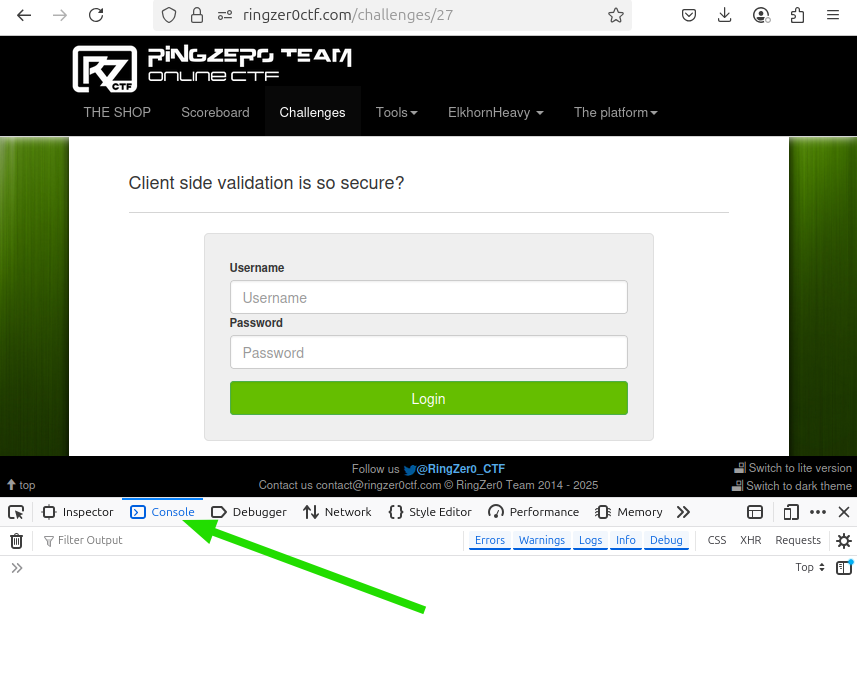 ringzer0ctf.com/challenges/27
RZ CTF RiNGZER0 TEAM
ONLINE CTF
THE SHOP Scoreboard Challenges Tools ElkhornHeavy The platform
Client side validation is so secure?
Username
Username
Password
Password
Login
Follow us @RingZer0_CTF Switch to lite version
top Contact us contact@ringzer0ctf.com © RingZer0 Team 2014 - 2025 Switch to dark theme
Inspector Console Debugger Network Style Editor Performance Memory
Filter Output Errors Warnings Logs Info Debug CSS XHR Requests
Top